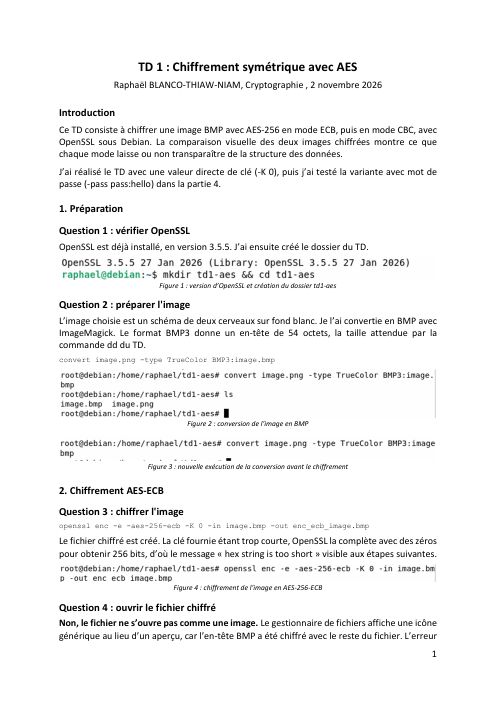 TD 1 : Chiffrement symétrique avec AES
Raphaël BLANCO-THIAW-NIAM, Cryptographie , 2 novembre 2026
Introduction
Ce TD consiste à chiffrer une image BMP avec AES-256 en mode ECB, puis en mode CBC, avec
OpenSSL sous Debian. La comparaison visuelle des deux images chiffrées montre ce que
chaque mode laisse ou non transparaître de la structure des données.
J’ai réalisé le TD avec une valeur directe de clé (-K 0), puis j’ai testé la variante avec mot de
passe (-pass pass:hello) dans la partie 4.
1. Préparation
Question 1 : vérifier OpenSSL
OpenSSL est déjà installé, en version 3.5.5. J’ai ensuite créé le dossier du TD.
OpenSSL 3.5.5 27 Jan 2026 (Library: OpenSSL 3.5.5 27 Jan 2026)
raphael@debian:~$ mkdir td1-aes && cd td1-aes
Figure 1 : version d’OpenSSL et création du dossier td1-aes
Question 2 : préparer l’image
L’image choisie est un schéma de deux cerveaux sur fond blanc. Je l’ai convertie en BMP avec
ImageMagick. Le format BMP3 donne un en-tête de 54 octets, la taille attendue par la
commande dd du TD.
convert image.png -type TrueColor BMP3:image.bmp
root@debian:/home/raphael/td1-aes# convert image.png -type TrueColor BMP3:image.
bmp
root@debian:/home/raphael/td1-aes# ls
image.bmp image.png
root@debian:/home/raphael/td1-aes#
Figure 2 : conversion de l’image en BMP
root@debian:/home/raphael/td1-aes# convert image.png -type TrueColor BMP3:image
bmp
Figure 3 : nouvelle exécution de la conversion avant le chiffrement
2. Chiffrement AES-ECB
Question 3 : chiffrer l’image
openssl enc -e -aes-256-ecb -K 0 -in image.bmp -out enc_ecb_image.bmp
Le fichier chiffré est créé. La clé fournie étant trop courte, OpenSSL la complète avec des zéros
pour obtenir 256 bits, d’où le message « hex string is too short » visible aux étapes suivantes.
root@debian:/home/raphael/td1-aes# openssl enc -e -aes-256-ecb -K 0 -in image.bm
p -out enc ecb image.bmp
Figure 4 : chiffrement de l’image en AES-256-ECB
Question 4 : ouvrir le fichier chiffré
Non, le fichier ne s’ouvre pas comme une image. Le gestionnaire de fichiers affiche une icône
générique au lieu d’un aperçu, car l’en-tête BMP a été chiffré avec le reste du fichier. L’erreur
1